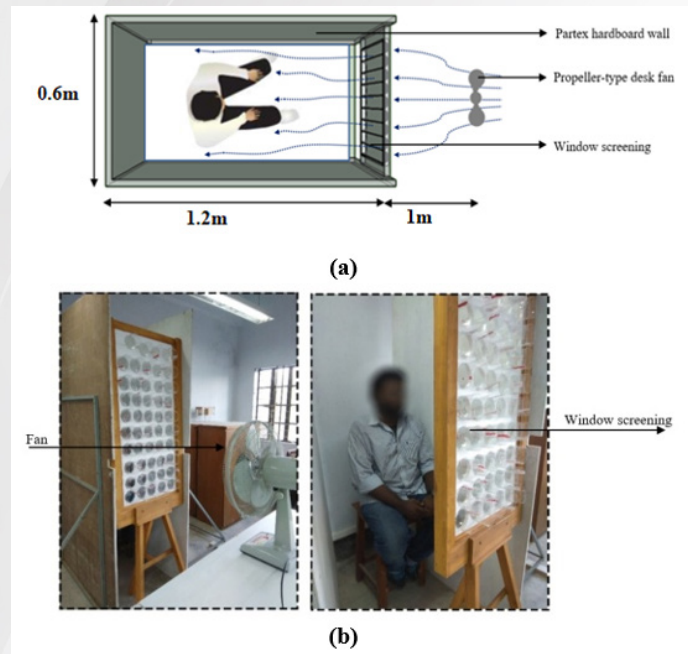 Partex hardboard wall
0.6m
Propeller-type desk fan
Window screening
1.2m
1m
(a)
Fan
Window screening
(b)